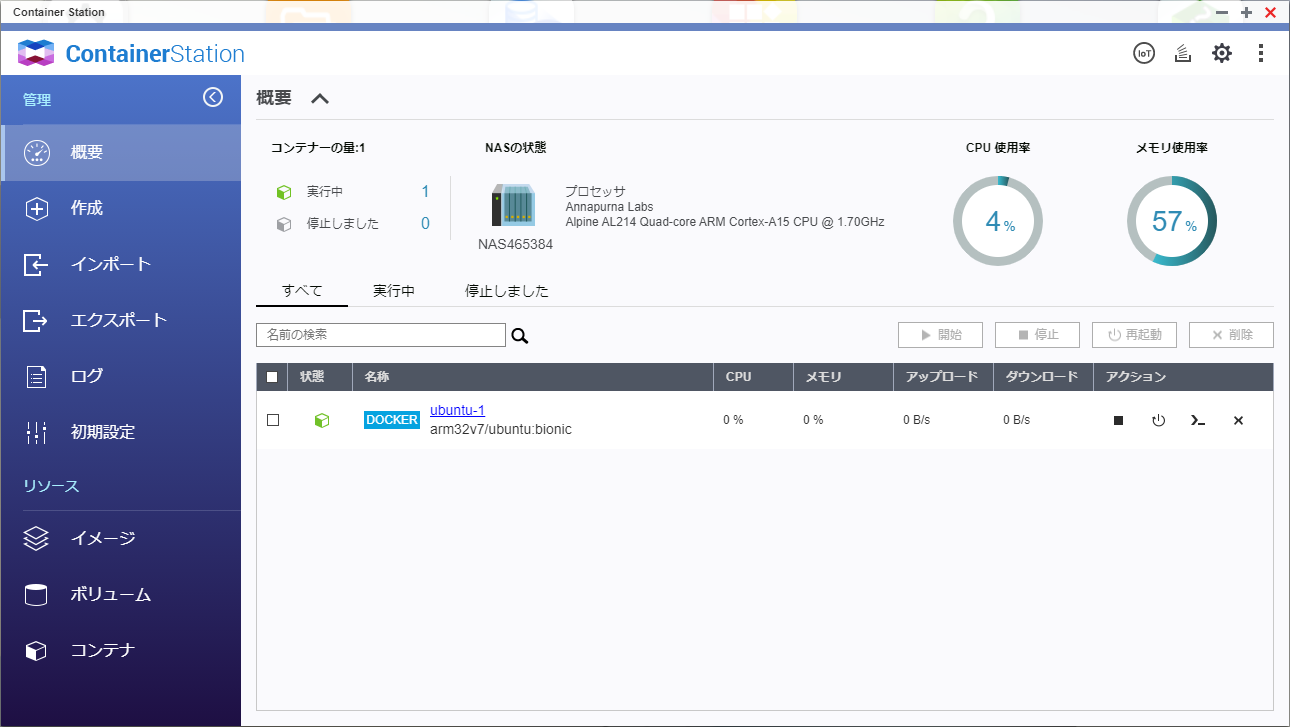 Container Station
ContainerStation
IoT
管理
概要
作成
インポート
エクスポート
ログ
初期設定
リソース
イメージ
ボリューム
コンテナ
概要
コンテナーの量:1
実行中 1
停止しました 0
NASの状態
NAS465384
プロセッサ
Annapurna Labs
Alpine AL214 Quad-core ARM Cortex-A15 CPU @ 1.70GHz
CPU 使用率
4 %
メモリ使用率
57 %
すべて 実行中 停止しました
名前の検索
開始 停止 再起動 削除
状態 名称 CPU メモリ アップロード ダウンロード アクション
DOCKER ubuntu-1 0 % 0 % 0 B/s 0 B/s
arm32v7/ubuntu:bionic